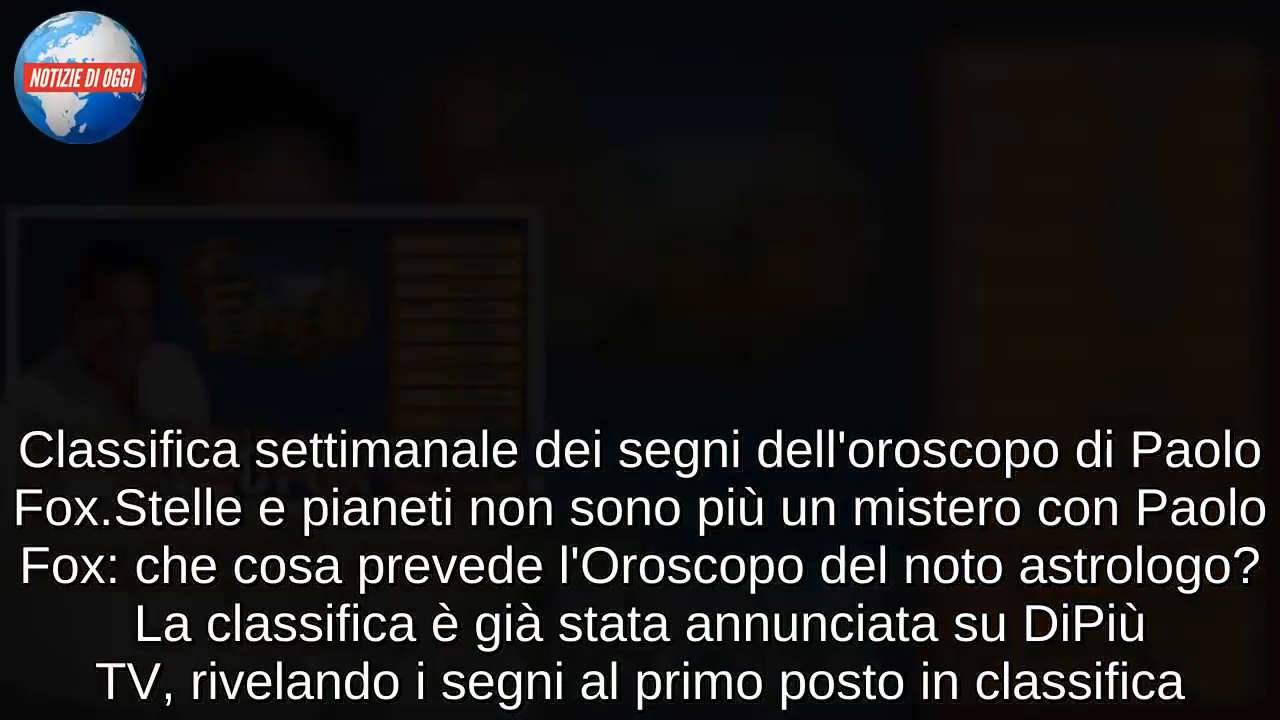 NOTIZIE DI OGGI
Classifica settimanale dei segni dell'oroscopo di Paolo
Fox.Stelle e pianeti non sono più un mistero con Paolo
Fox: che cosa prevede l'Oroscopo del noto astrologo?
La classifica è già stata annunciata su DiPiù
TV, rivelando i segni al primo posto in classifica